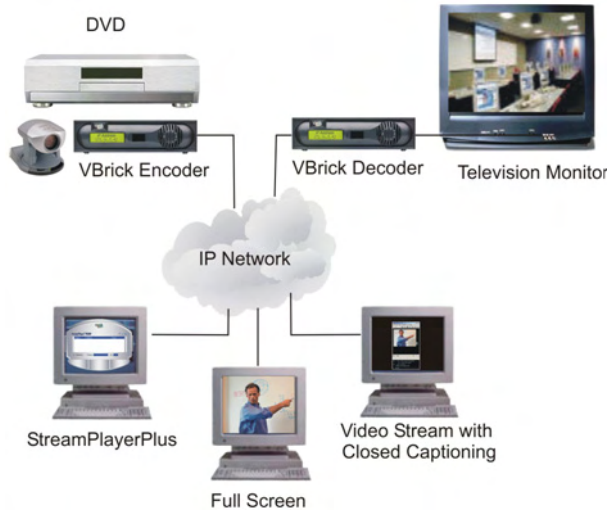 DVD
VBrick Encoder
VBrick Decoder
Television Monitor
IP Network
StreamPlayerPlus
Full Screen
Video Stream with
Closed Captioning